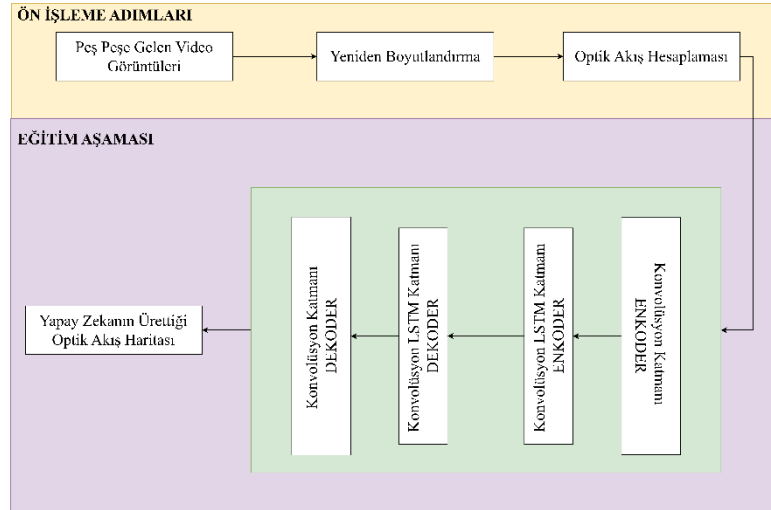 ÖN İŞLEME ADIMLARI
Peş Peşe Gelen Video
Görüntüleri
Yeniden Boyutlandırma
Optik Akış Hesaplaması
EĞİTİM AŞAMASI
Konvolüsyon Katmanı
ENKODER
Konvolüsyon LSTM Katmanı
ENKODER
Konvolüsyon LSTM Katmanı
DEKODER
Konvolüsyon Katmanı
DEKODER
Yapay Zekanın Ürettiği
Optik Akış Haritası